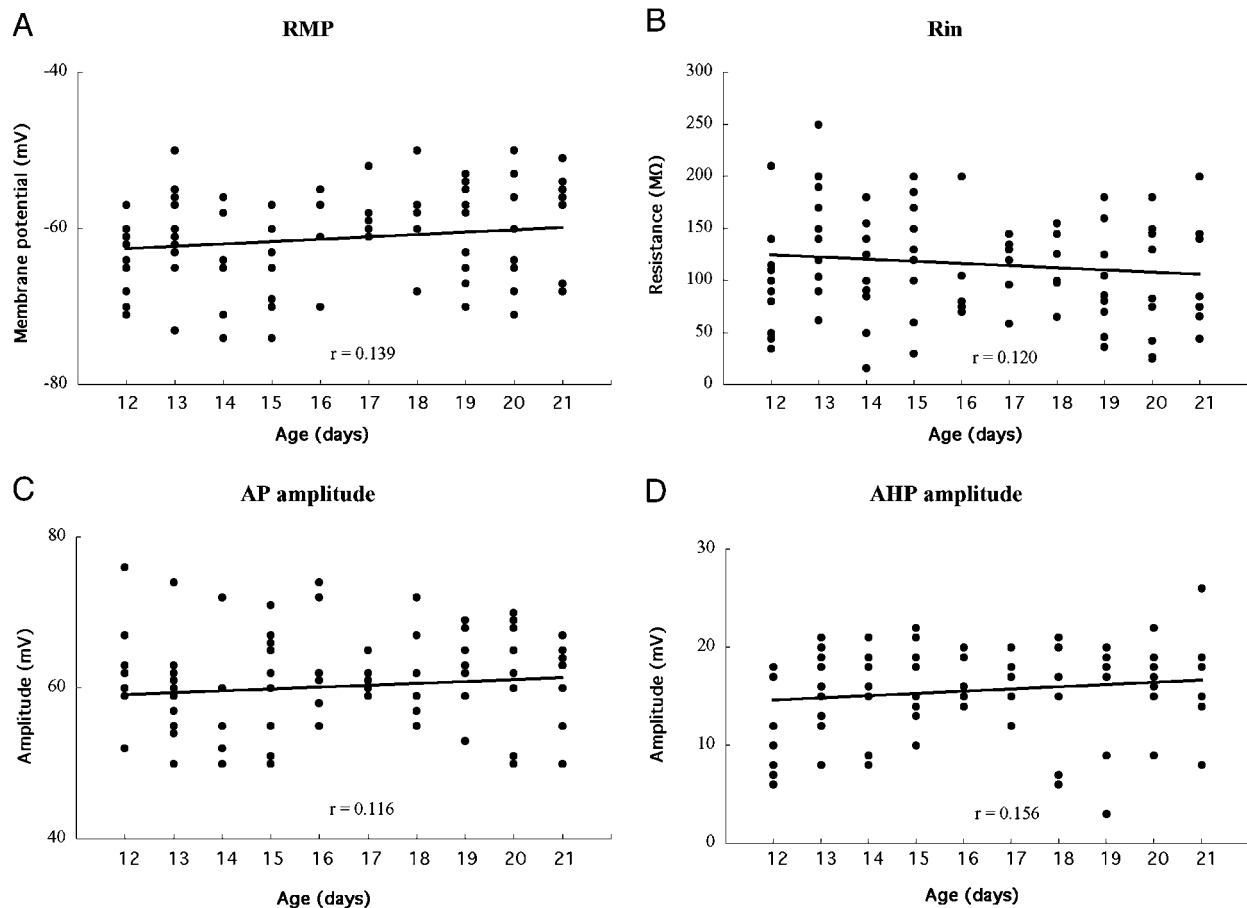 A
RMP
-40
-60
-80
Membrane potential (mV)
r = 0.139
12 13 14 15 16 17 18 19 20 21
Age (days)
B
Rin
300
250
200
150
100
50
0
Resistance (MΩ)
r = 0.120
12 13 14 15 16 17 18 19 20 21
Age (days)
C
AP amplitude
80
60
40
Amplitude (mV)
r = 0.116
12 13 14 15 16 17 18 19 20 21
Age (days)
D
AHP amplitude
30
20
10
0
Amplitude (mV)
r = 0.156
12 13 14 15 16 17 18 19 20 21
Age (days)